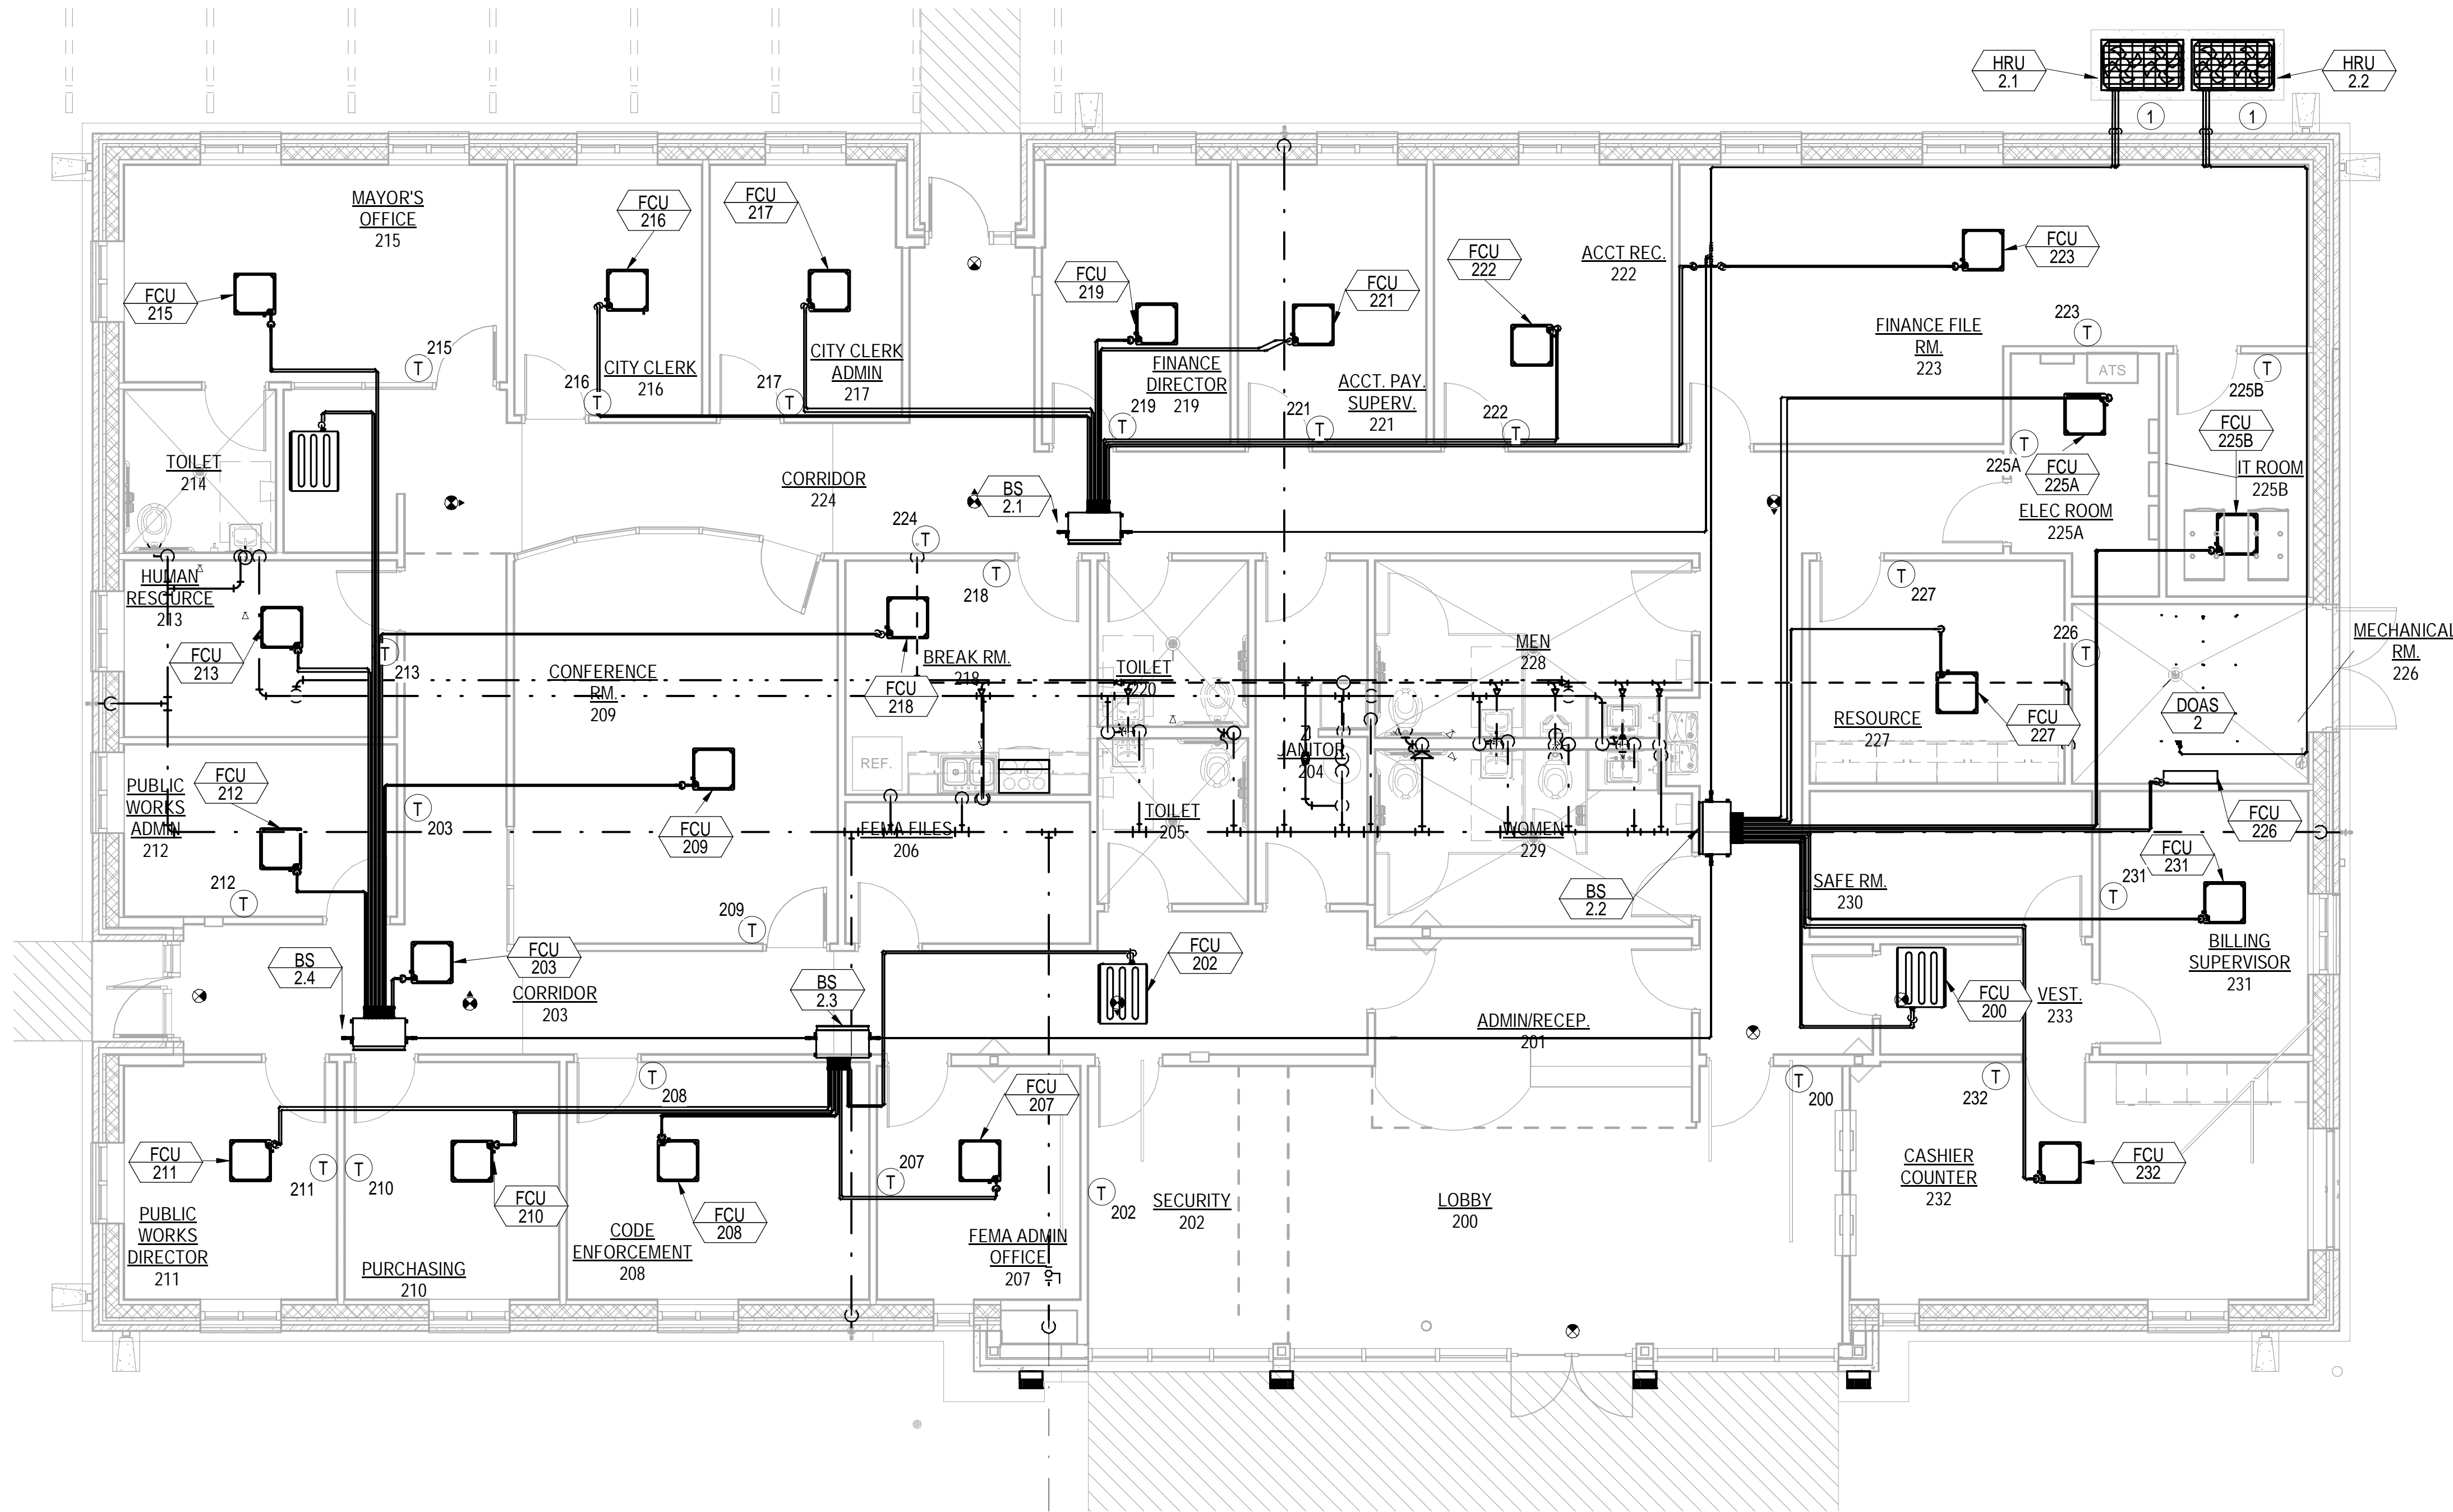 HRU
2.1
HRU
2.2
1
1
MAYOR'S
OFFICE
215
FCU
216
FCU
217
FCU
215
FCU
219
FCU
221
FCU
222
ACCT REC.
222
FCU
223
T
215
216
T
CITY CLERK
216
217
T
CITY CLERK
ADMIN
217
FINANCE
DIRECTOR
219
219
T
ACCT. PAY.
SUPERV.
221
221
T
222
T
FINANCE FILE
RM.
223
223
T
ATS
T
225B
FCU
225B
T
225A
FCU
225A
IT ROOM
225B
ELEC ROOM
225A
TOILET
214
CORRIDOR
224
BS
2.1
224
T
T
218
HUMAN
RESOURCE
213
FCU
213
T
213
CONFERENCE
RM.
209
BREAK RM.
218
FCU
218
TOILET
220
MEN
228
T
227
RESOURCE
227
FCU
227
226
T
MECHANICAL
RM.
226
DOAS
2
REF.
JANITOR
204
PUBLIC
WORKS
ADMIN
212
FCU
212
T
203
FCU
209
FEMA FILES
206
TOILET
205
WOMEN
229
FCU
226
FCU
231
212
T
209
T
BS
2.2
SAFE RM.
230
231
T
BILLING
SUPERVISOR
231
BS
2.4
FCU
203
CORRIDOR
203
BS
2.3
FCU
202
ADMIN/RECEP.
201
FCU
200
VEST.
233
T
208
FCU
207
T
200
T
232
FCU
211
T
211
T
210
FCU
210
FCU
208
207
T
T
202
SECURITY
202
LOBBY
200
CASHIER
COUNTER
232
FCU
232
PUBLIC
WORKS
DIRECTOR
211
PURCHASING
210
CODE
ENFORCEMENT
208
FEMA ADMIN
OFFICE
207